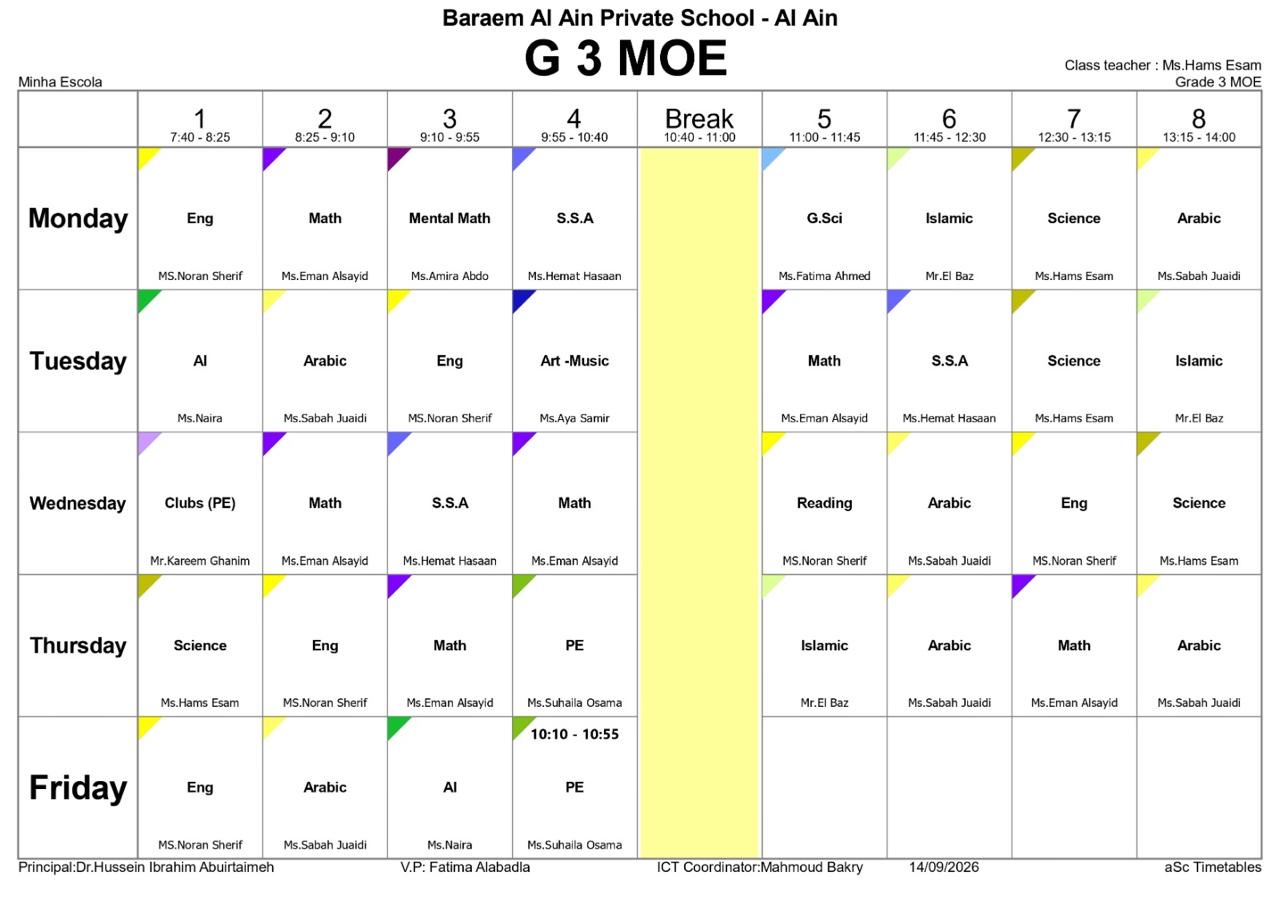 Baraem Al Ain Private School - Al Ain
G 3 MOE
Class teacher : Ms.Hams Esam
Minha Escola
Grade 3 MOE
1 2 3 4 Break 5 6 7 8
7:40 - 8:25 8:25 - 9:10 9:10 - 9:55 9:55 - 10:40 10:40 - 11:00 11:00 - 11:45 11:45 - 12:30 12:30 - 13:15 13:15 - 14:00
Monday Eng Math Mental Math S.S.A G.Sci Islamic Science Arabic
MS.Noran Sherif Ms.Eman Alsayid Ms.Amira Abdo Ms.Hemat Hasaan Ms.Fatima Ahmed Mr.El Baz Ms.Hams Esam Ms.Sabah Juaidi
Tuesday AI Arabic Eng Art -Music Math S.S.A Science Islamic
Ms.Naira Ms.Sabah Juaidi MS.Noran Sherif Ms.Aya Samir Ms.Eman Alsayid Ms.Hemat Hasaan Ms.Hams Esam Mr.El Baz
Wednesday Clubs (PE) Math S.S.A Math Reading Arabic Eng Science
Mr.Kareem Ghanim Ms.Eman Alsayid Ms.Hemat Hasaan Ms.Eman Alsayid MS.Noran Sherif Ms.Sabah Juaidi MS.Noran Sherif Ms.Hams Esam
Thursday Science Eng Math PE Islamic Arabic Math Arabic
Ms.Hams Esam MS.Noran Sherif Ms.Eman Alsayid Ms.Suhaila Osama Mr.El Baz Ms.Sabah Juaidi Ms.Eman Alsayid Ms.Sabah Juaidi
10:10 - 10:55
Friday Eng Arabic AI PE
MS.Noran Sherif Ms.Sabah Juaidi Ms.Naira Ms.Suhaila Osama
Principal:Dr.Hussein Ibrahim Abuirtaimeh V.P: Fatima Alabadla ICT Coordinator:Mahmoud Bakry 14/09/2026 aSc Timetables